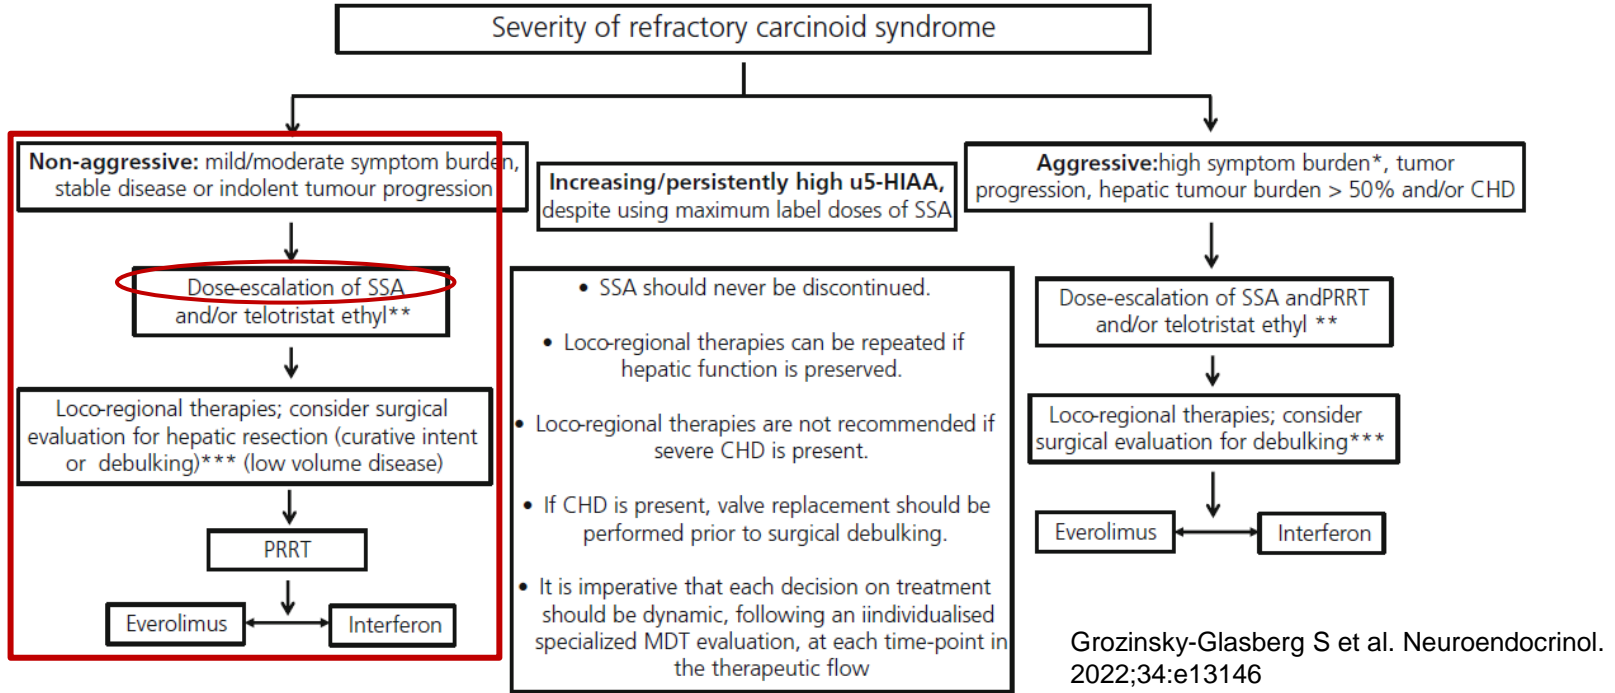 Severity of refractory carcinoid syndrome
Non-aggressive: mild/moderate symptom burden,
stable disease or indolent tumour progression
Dose-escalation of SSA
and/or telotristat ethyl**
Loco-regional therapies; consider surgical
evaluation for hepatic resection (curative intent
or debulking)*** (low volume disease)
PRRT
Everolimus
Interferon
Increasing/persistently high u5-HIAA,
despite using maximum label doses of SSA
• SSA should never be discontinued.
• Loco-regional therapies can be repeated if
hepatic function is preserved.
• Loco-regional therapies are not recommended if
severe CHD is present.
• If CHD is present, valve replacement should be
performed prior to surgical debulking.
• It is imperative that each decision on treatment
should be dynamic, following an iindividualised
specialized MDT evaluation, at each time-point in
the therapeutic flow
Aggressive:high symptom burden*, tumor
progression, hepatic tumour burden > 50% and/or CHD
Dose-escalation of SSA andPRRT
and/or telotristat ethyl **
Loco-regional therapies; consider
surgical evaluation for debulking***
Everolimus
Interferon
Grozinsky-Glasberg S et al. Neuroendocrinol.
2022;34:e13146